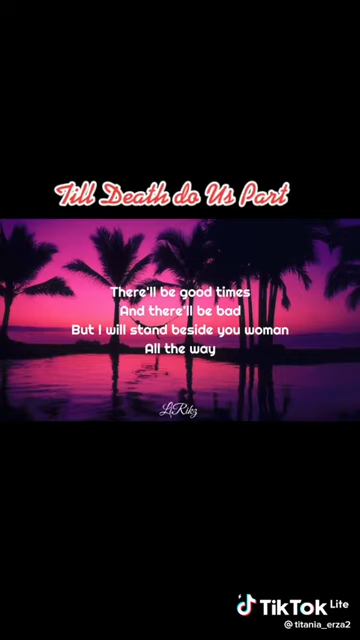 Till Death do Us Part
There'll be good times
And there'll be bad
But I will stand beside you woman
All the way
LiRikz
TikTok Lite
@titania_erza2